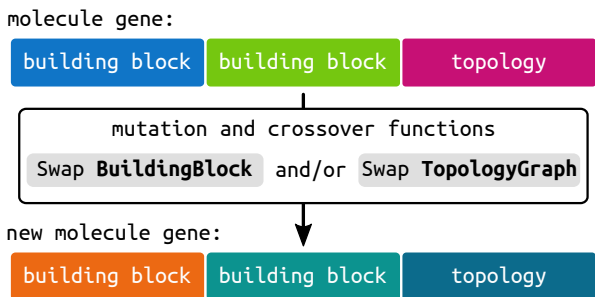 molecule gene:
building block building block topology
mutation and crossover functions
Swap BuildingBlock and/or Swap TopologyGraph
new molecule gene:
building block building block topology